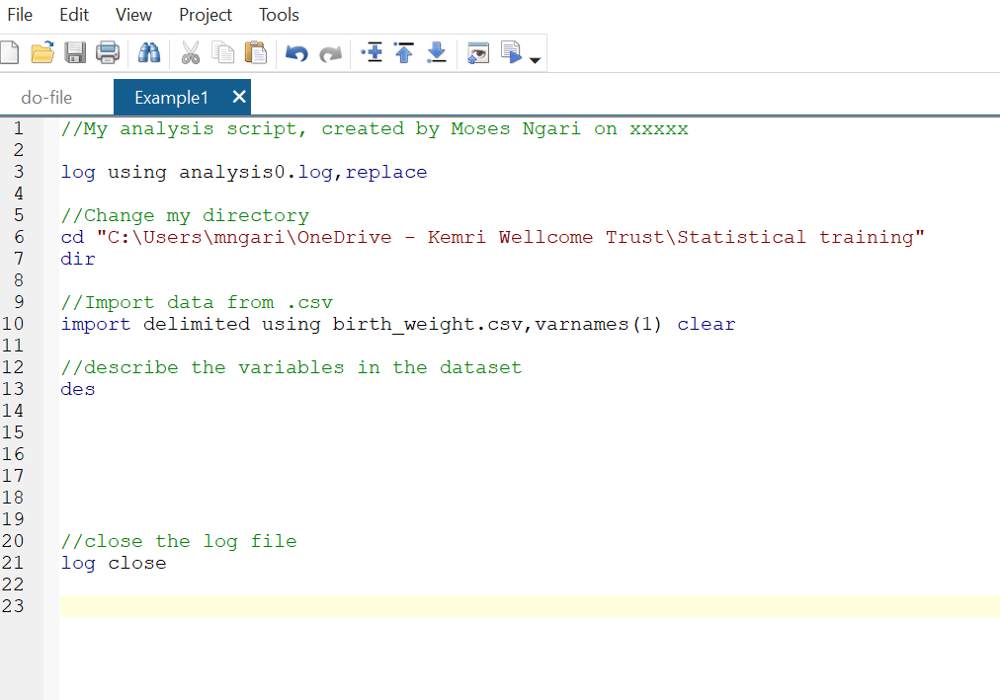 File Edit View Project Tools
do-file Example1
1 //My analysis script, created by Moses Ngari on xxxxx
2
3 log using analysis0.log,replace
4
5 //Change my directory
6 cd "C:\Users\mngari\OneDrive - Kemri Wellcome Trust\Statistical training"
7 dir
8
9 //Import data from .csv
10 import delimited using birth_weight.csv,varnames(1) clear
11
12 //describe the variables in the dataset
13 des
14
15
16
17
18
19
20 //close the log file
21 log close
22
23